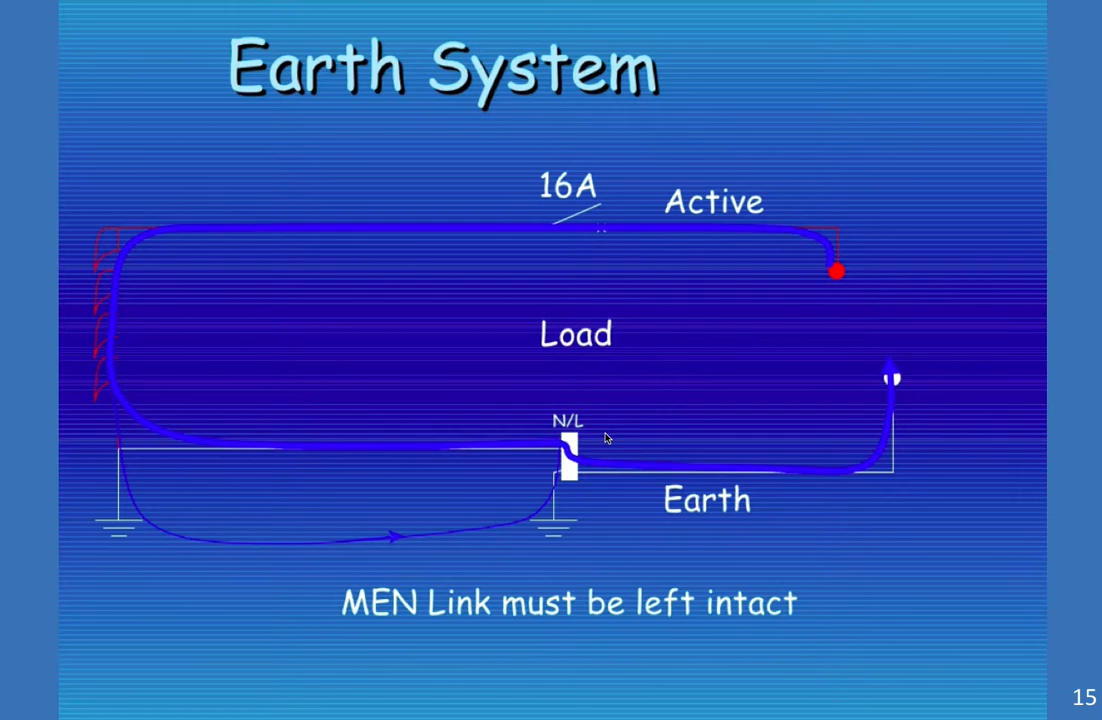 Earth System
16A
Active
Load
N/L
Earth
MEN Link must be left intact
15